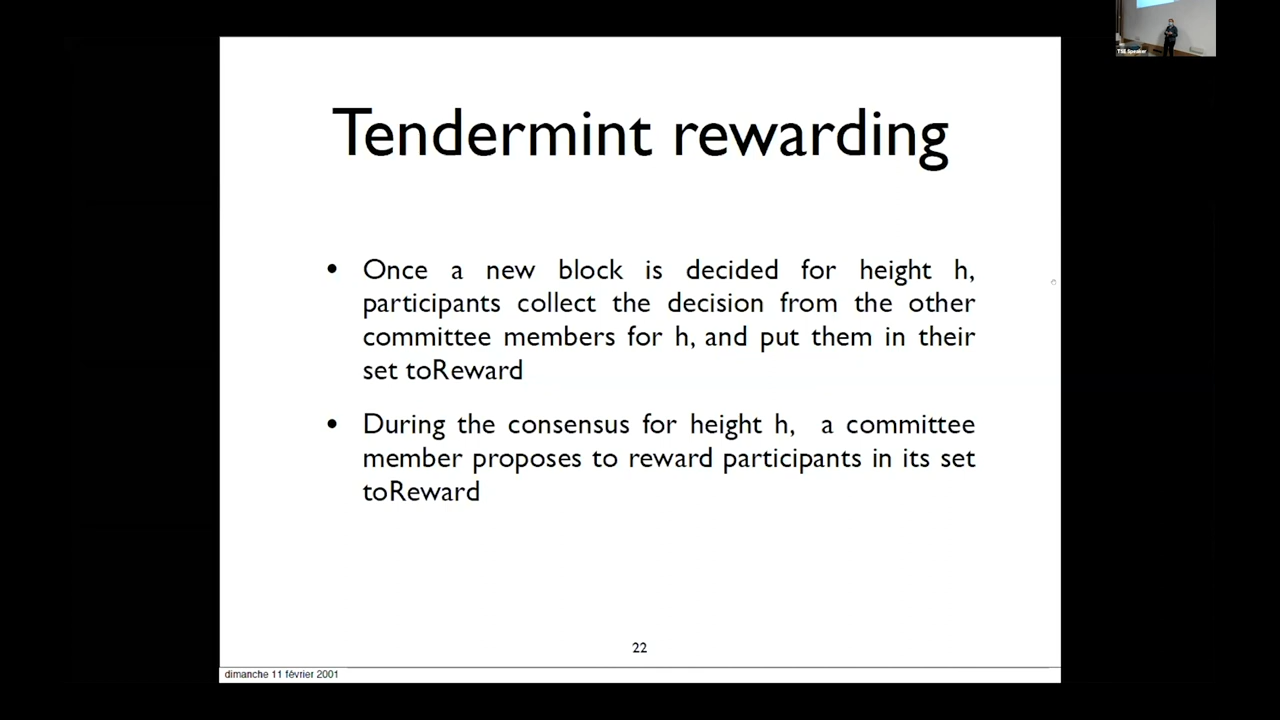 TSE Speaker
Tendermint rewarding
• Once a new block is decided for height h,
participants collect the decision from the other
committee members for h, and put them in their
set toReward
• During the consensus for height h, a committee
member proposes to reward participants in its set
toReward
22
dimanche 11 février 2001